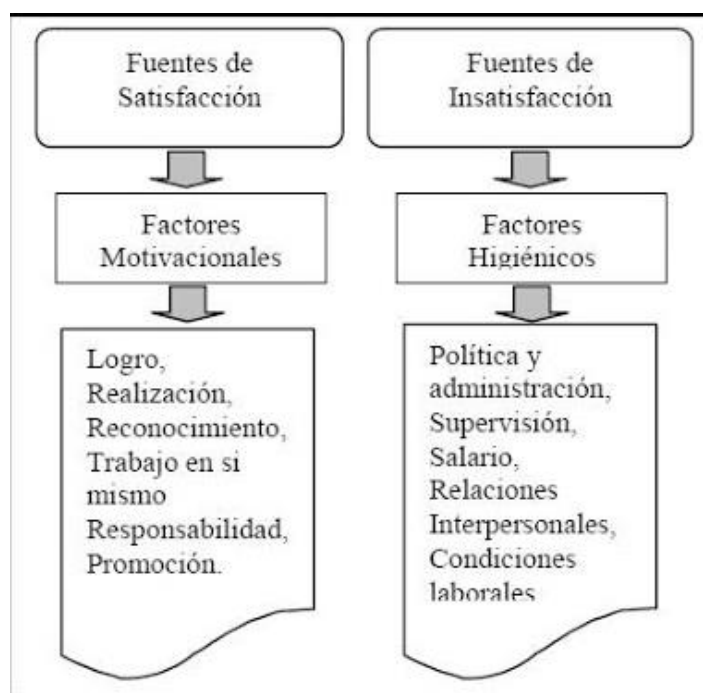 Fuentes de
Satisfacción
Factores
Motivacionales
Logro,
Realización,
Reconocimiento,
Trabajo en si
mismo
Responsabilidad,
Promoción.
Fuentes de
Insatisfacción
Factores
Higiénicos
Política y
administración,
Supervisión,
Salario,
Relaciones
Interpersonales,
Condiciones
laborales